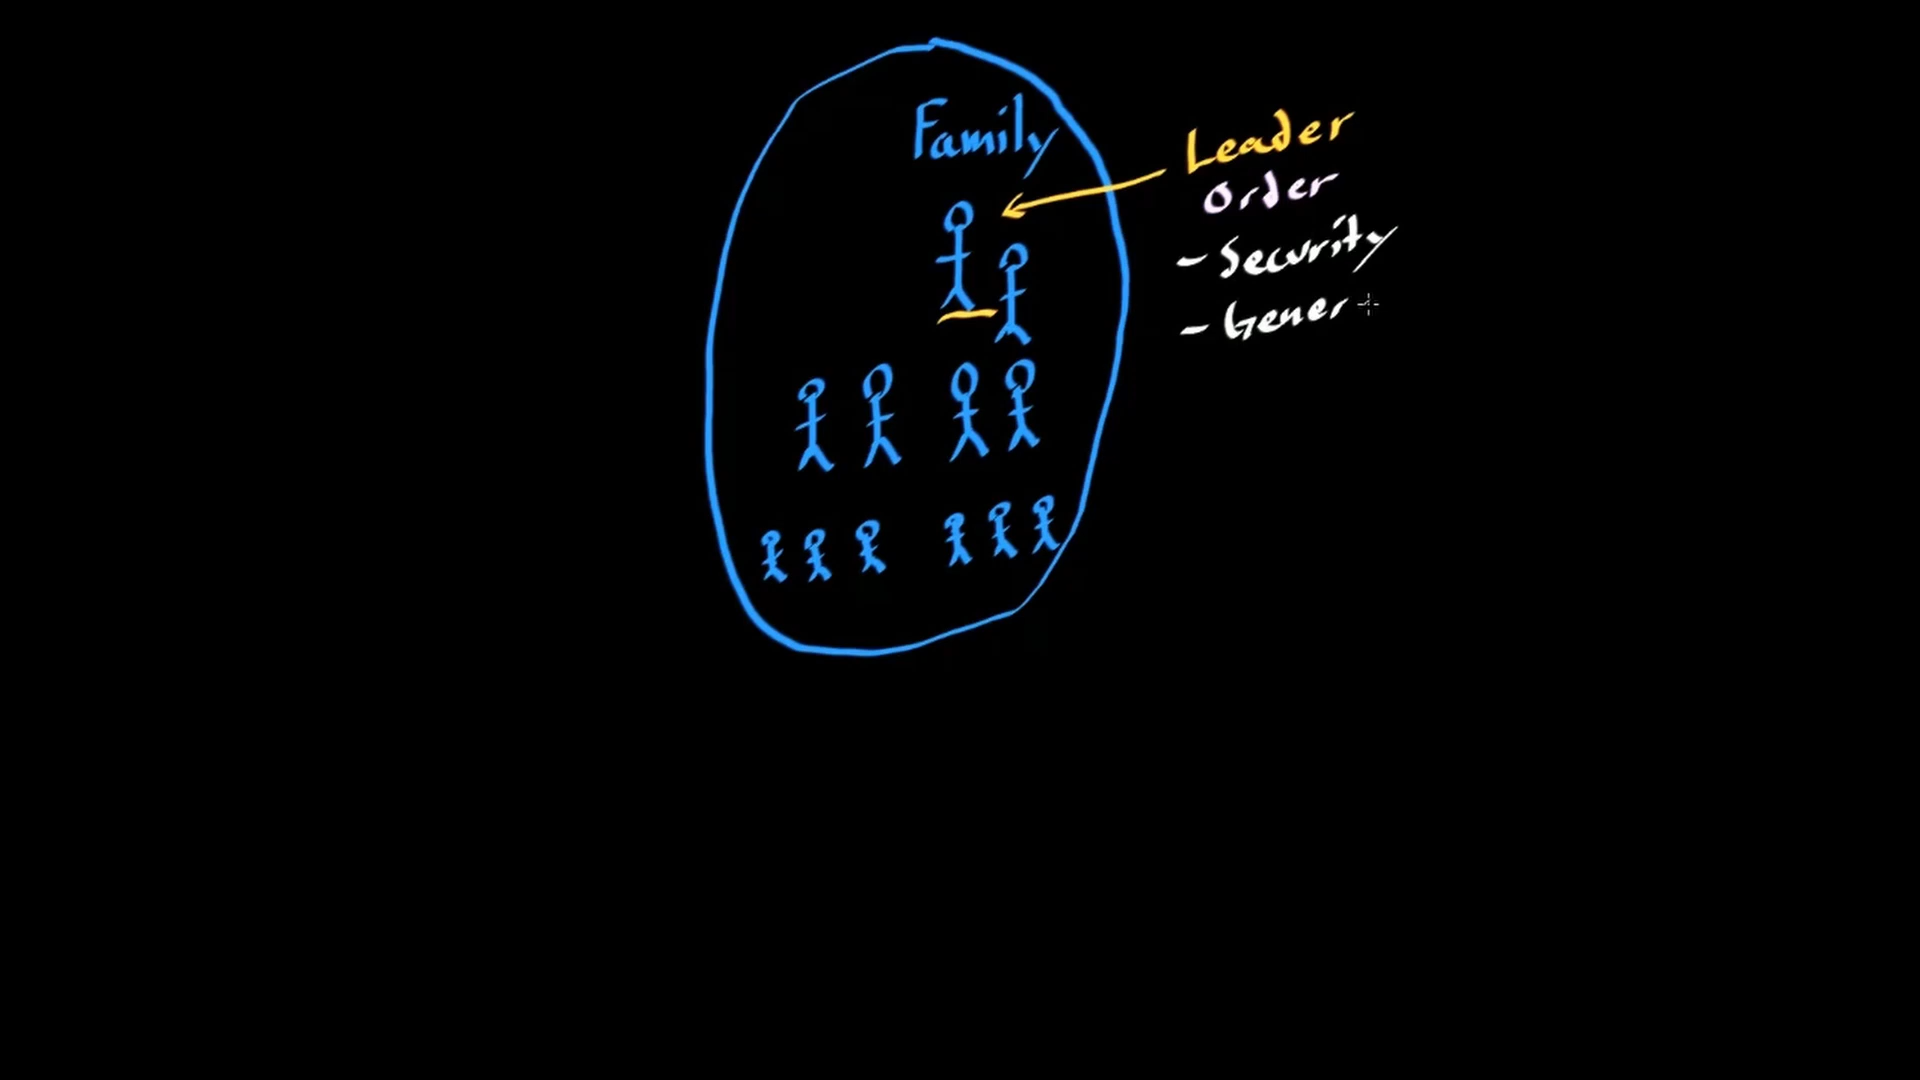 Family
Leader
Order
- Security
- Gener